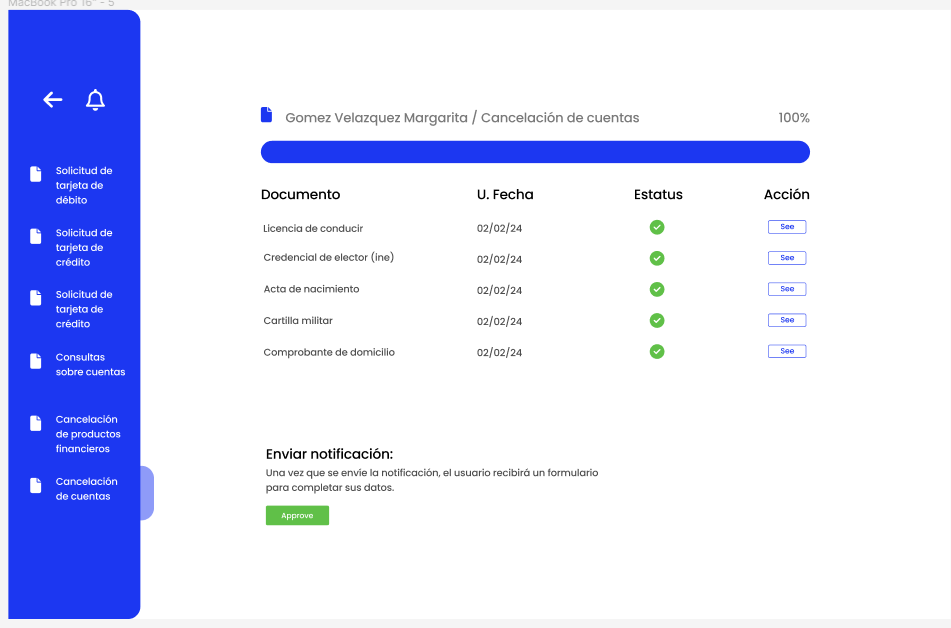 MacBook Pro 16" - 5
Solicitud de
tarjeta de
débito
Solicitud de
tarjeta de
crédito
Solicitud de
tarjeta de
crédito
Consultas
sobre cuentas
Cancelación
de productos
financieros
Cancelación
de cuentas
Gomez Velazquez Margarita / Cancelación de cuentas 100%
Documento U. Fecha Estatus Acción
Licencia de conducir 02/02/24 See
Credencial de elector (ine) 02/02/24 See
Acta de nacimiento 02/02/24 See
Cartilla militar 02/02/24 See
Comprobante de domicilio 02/02/24 See
Enviar notificación:
Una vez que se envíe la notificación, el usuario recibirá un formulario
para completar sus datos.
Approve